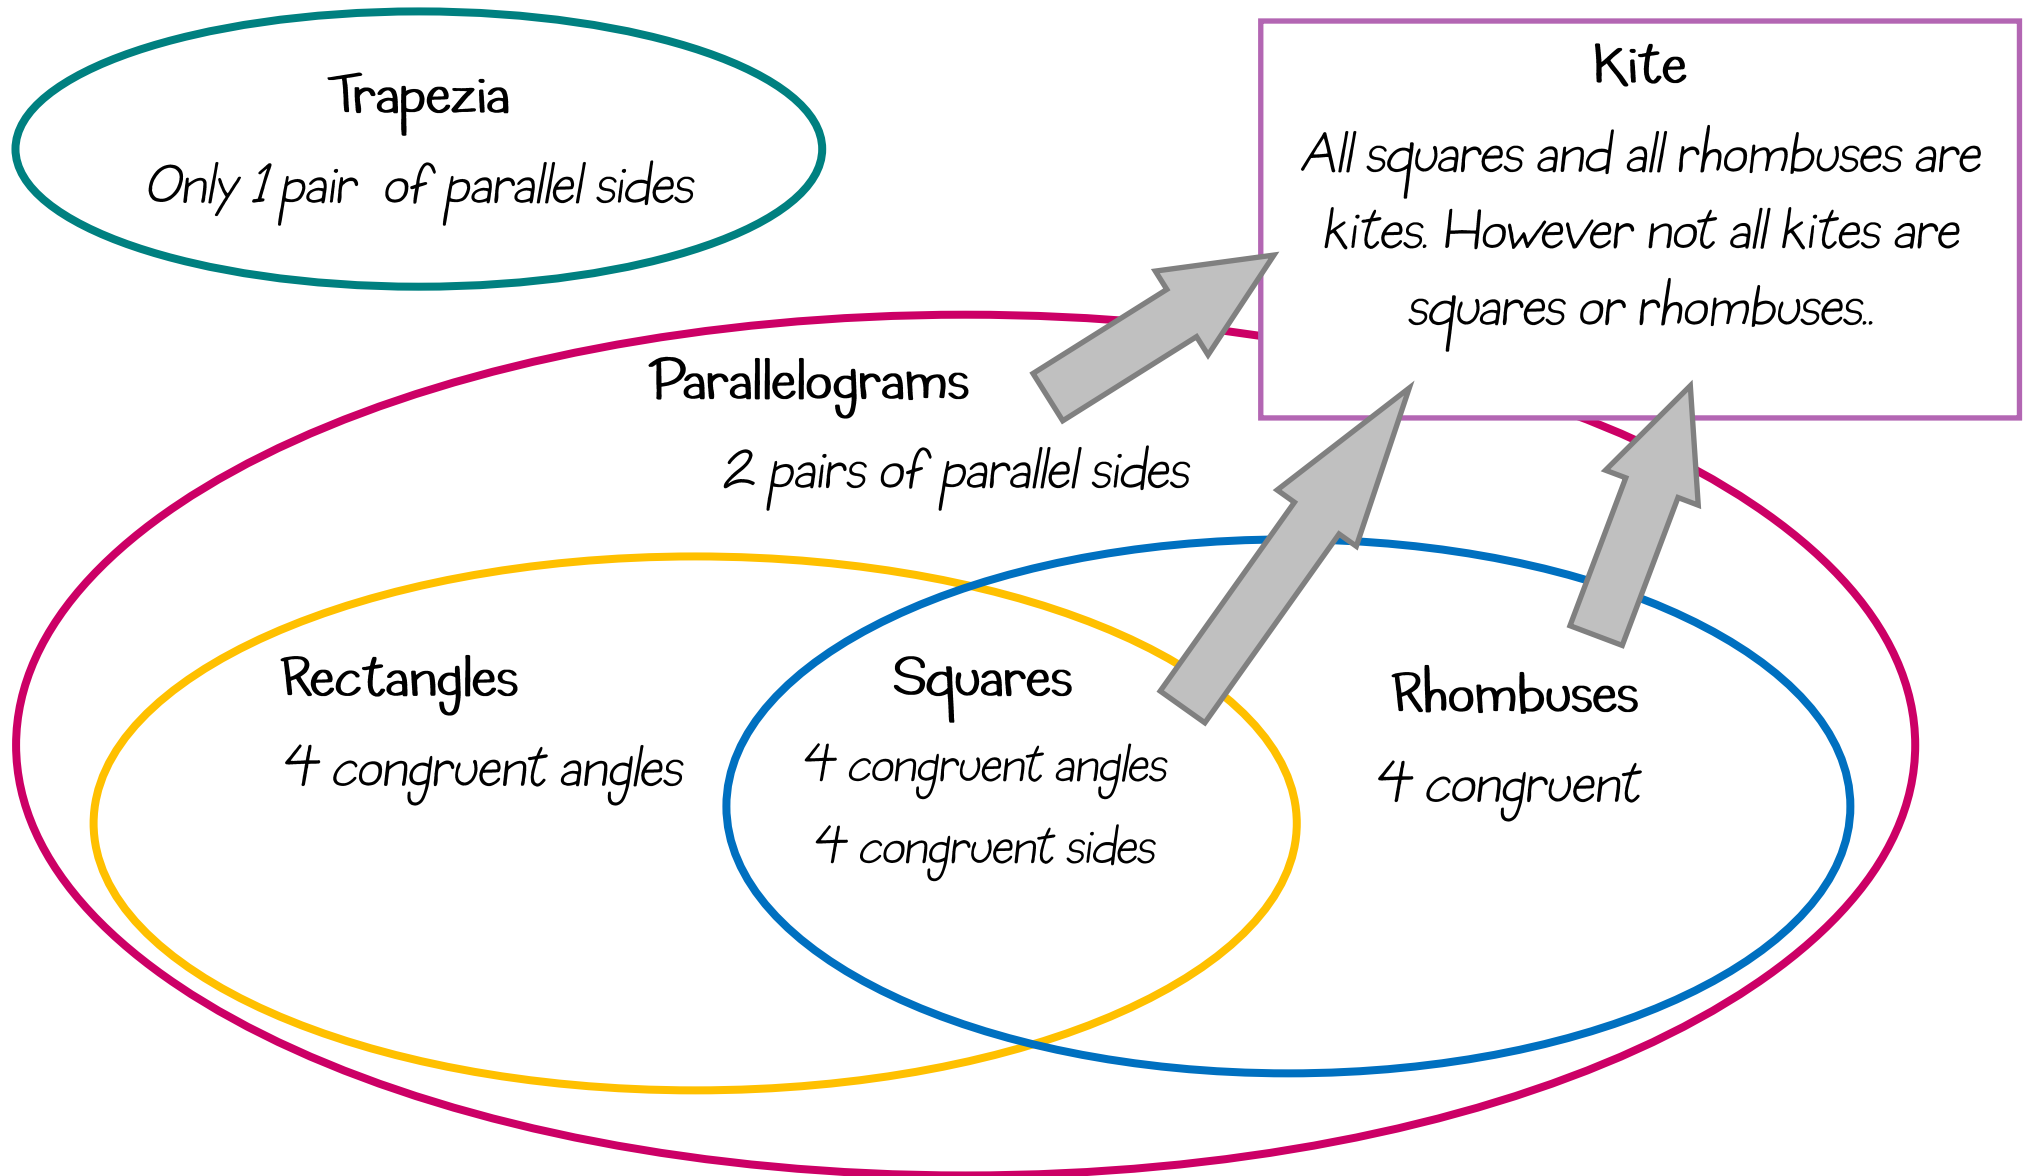 Trapezia
Only 1 pair of parallel sides
Kite
All squares and all rhombuses are
kites. However not all kites are
squares or rhombuses..
Parallelograms
2 pairs of parallel sides
Rectangles
4 congruent angles
Squares
4 congruent angles
4 congruent sides
Rhombuses
4 congruent